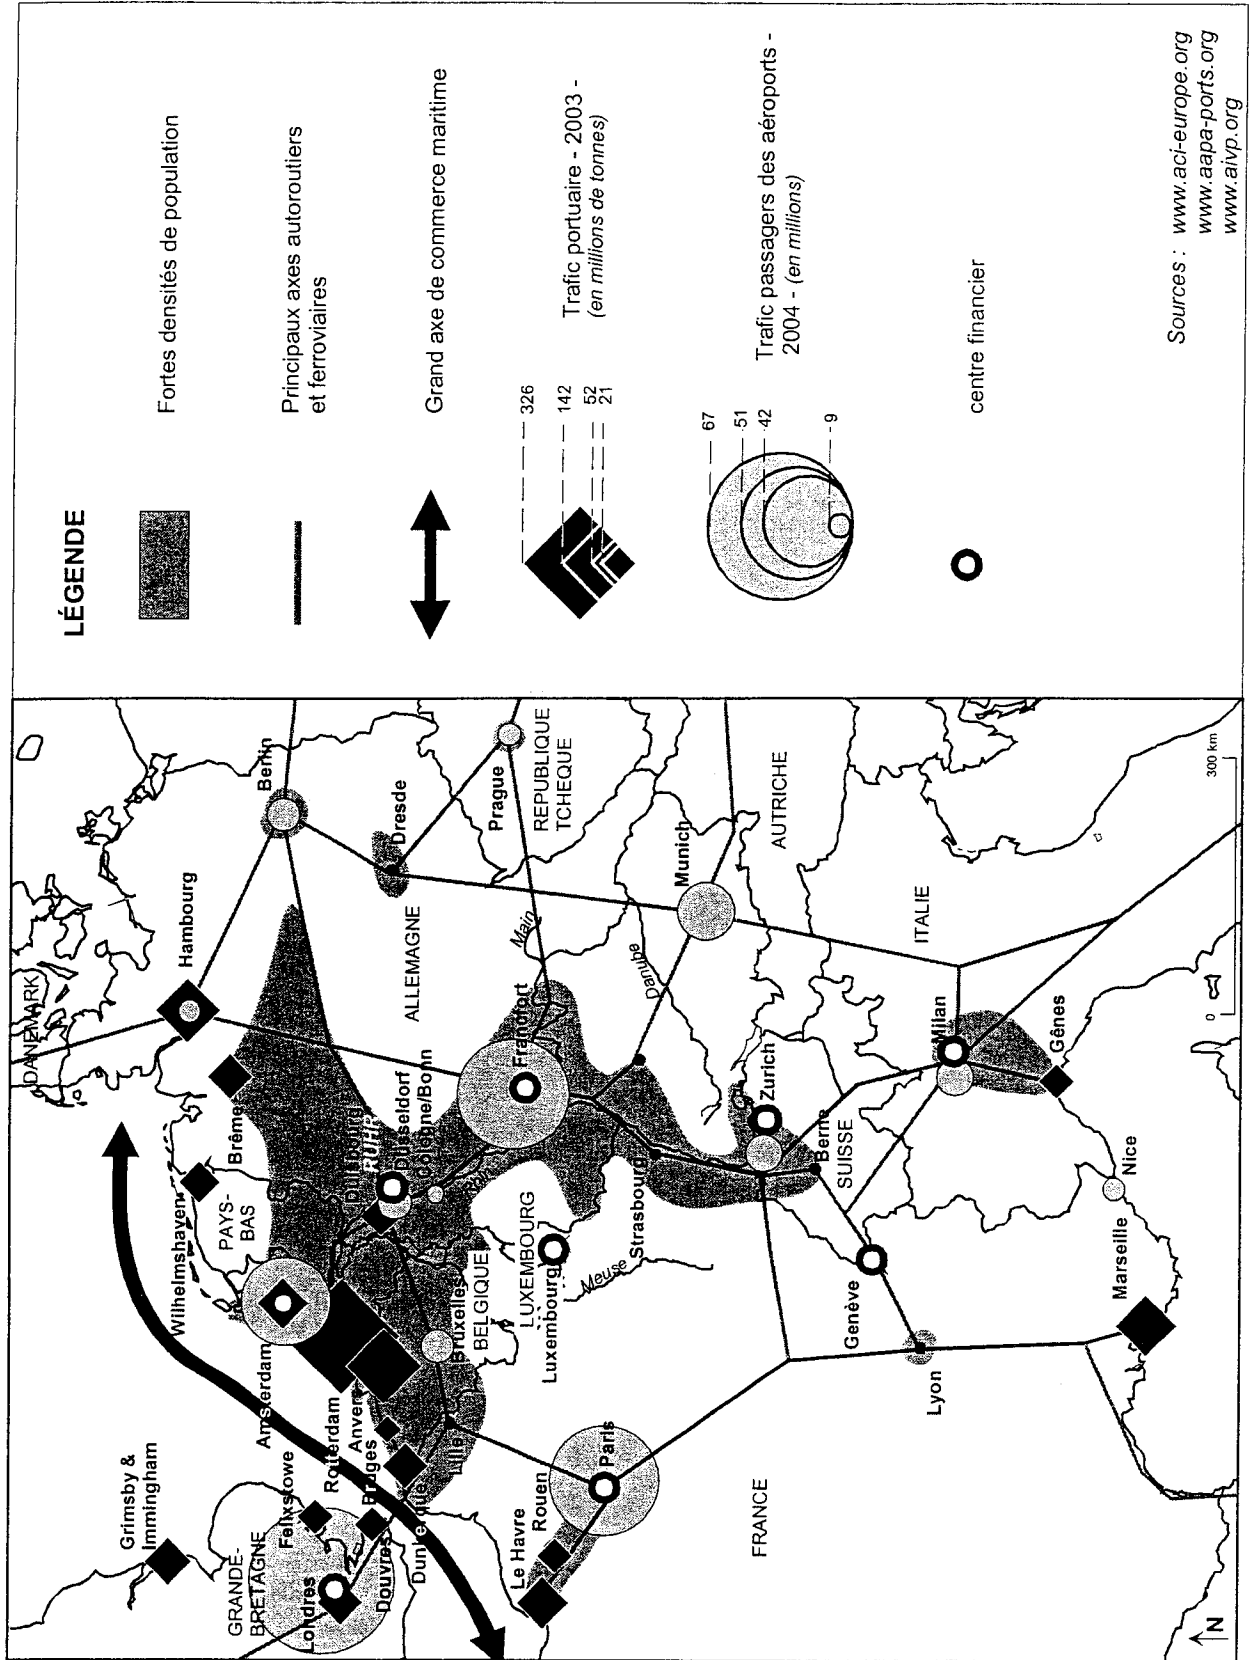 DANEMARK
Hambourg
Berlin
Brême
Wilhelmshaven
PAYS-
BAS
ALLEMAGNE
Dresde
Grimsby &
Immingham
GRANDE-
BRETAGNE
Felixstowe
Londres
Douvres
Amsterdam
Rotterdam
Anvers
Bruges
Dunkerque
Lille
Bruxelles
BELGIQUE
Duisbourg
RUHR
Düsseldorf
Cologne/Bonn
Rhin
Francfort
Main
Prague
REPUBLIQUE
TCHEQUE
LUXEMBOURG
Luxembourg
Meuse
Le Havre
Rouen
Paris
Strasbourg
Danube
Munich
AUTRICHE
Zurich
Berne
SUISSE
Genève
Lyon
FRANCE
Milan
ITALIE
Gênes
Nice
Marseille
N
0
300 km
LÉGENDE
Fortes densités de population
Principaux axes autoroutiers
et ferroviaires
Grand axe de commerce maritime
326
142
52
21
Trafic portuaire - 2003 -
(en millions de tonnes)
67
51
42
9
Trafic passagers des aéroports -
2004 - (en millions)
centre financier
Sources : www.aci-europe.org
www.aapa-ports.org
www.aivp.org